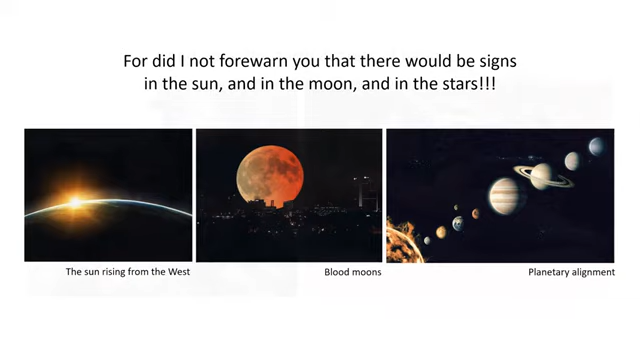 For did I not forewarn you that there would be signs
in the sun, and in the moon, and in the stars!!!
The sun rising from the West
Blood moons
Planetary alignment